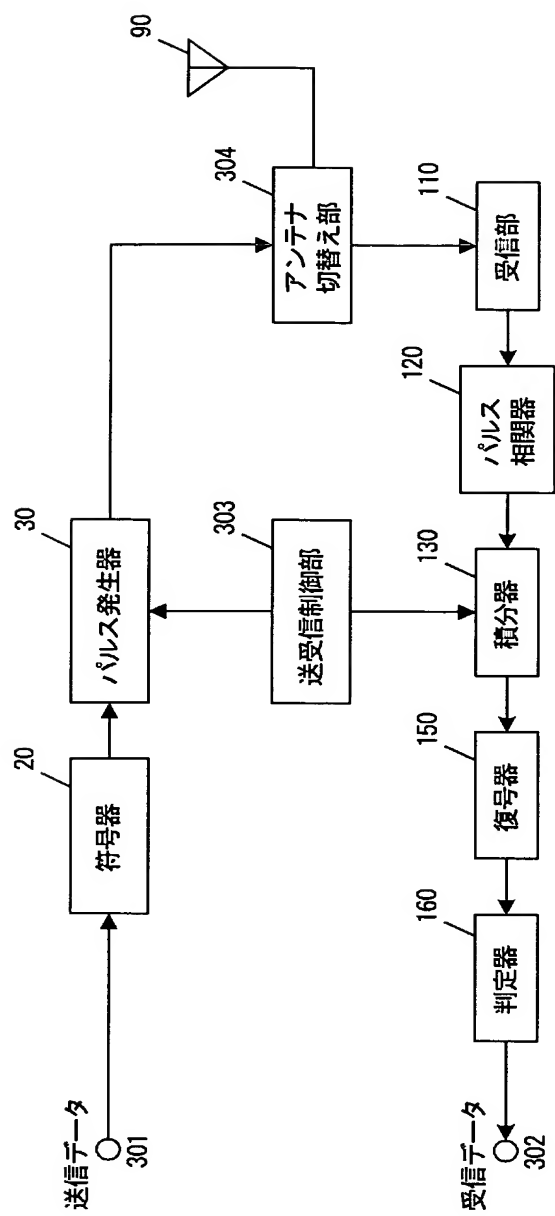 送信データ
301
符号器
20
パルス発生器
30
送受信制御部
303
アンテナ
切替え部
304
90
受信部
110
パルス
相関器
120
積分器
130
復号器
150
判定器
160
受信データ
302